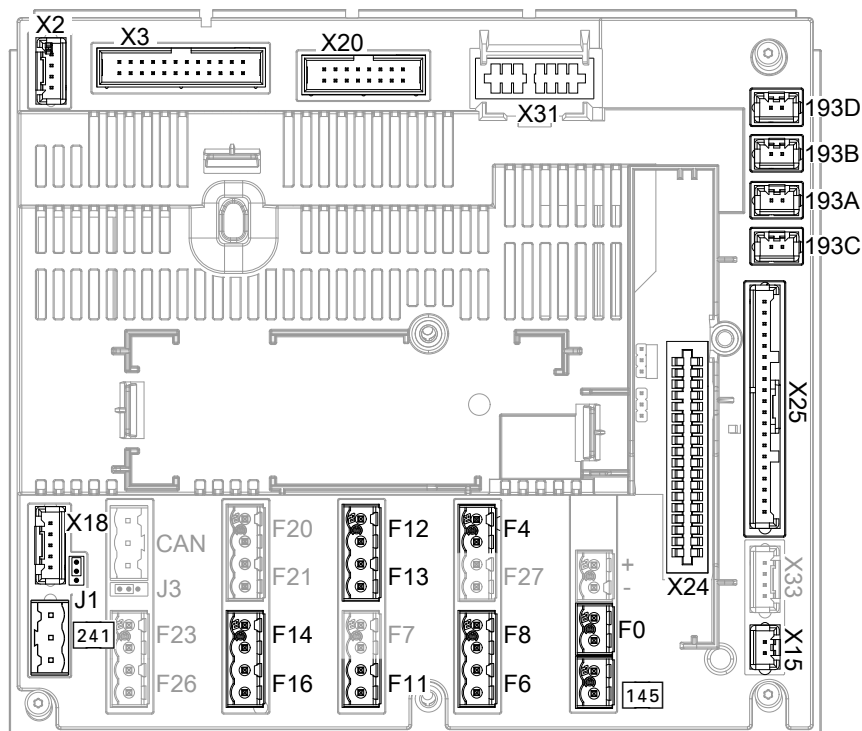 X2
X3
X20
X31
193D
193B
193A
193C
X25
X18
CAN
F20
F12
F4
+
-
X24
X33
F21
F13
F27
J1
J3
241
F23
F14
F7
F8
F0
X15
F26
F16
F11
F6
145